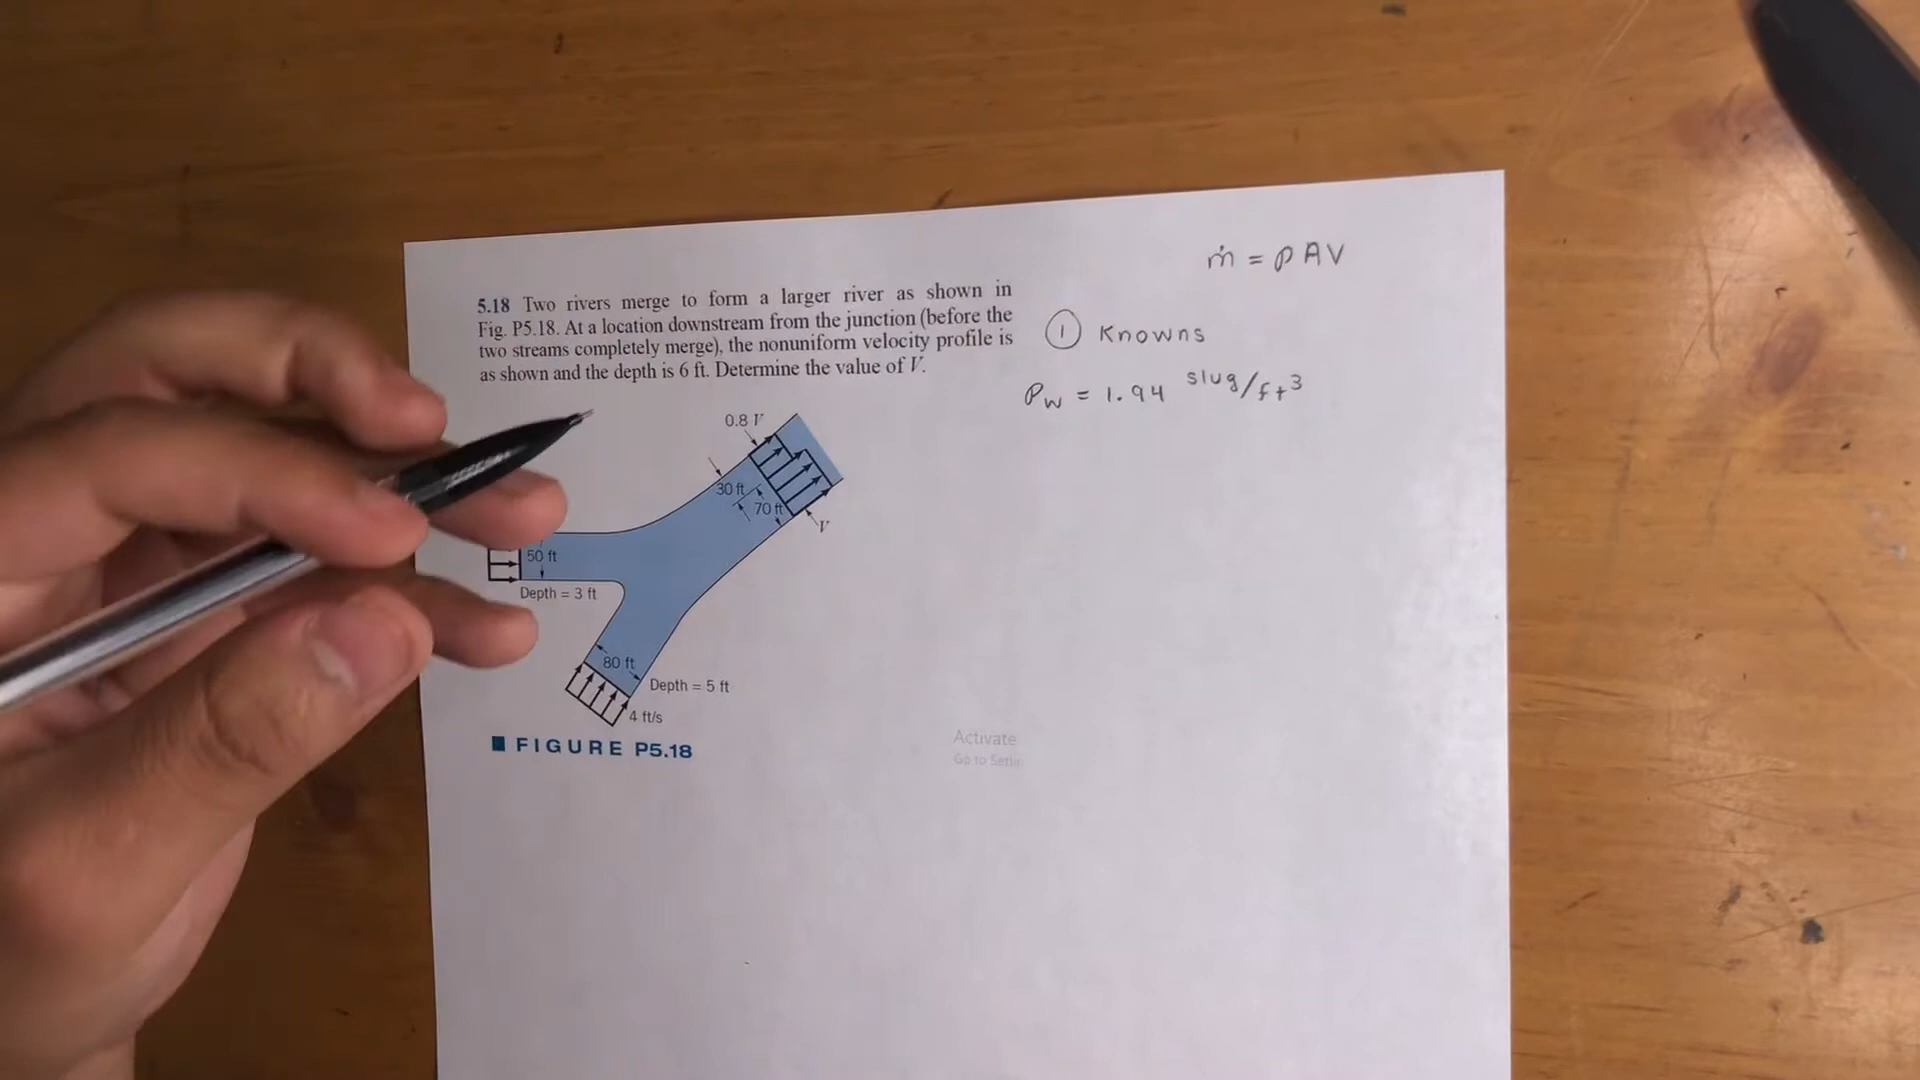 ṁ = ρ A V
5.18 Two rivers merge to form a larger river as shown in
Fig. P5.18. At a location downstream from the junction (before the
two streams completely merge), the nonuniform velocity profile is
as shown and the depth is 6 ft. Determine the value of V.
① Knowns
ρw = 1.94 slug/ft³
0.8 V
30 ft
70 ft
V
50 ft
Depth = 3 ft
80 ft
Depth = 5 ft
4 ft/s
FIGURE P5.18
Activate
Go to Settin